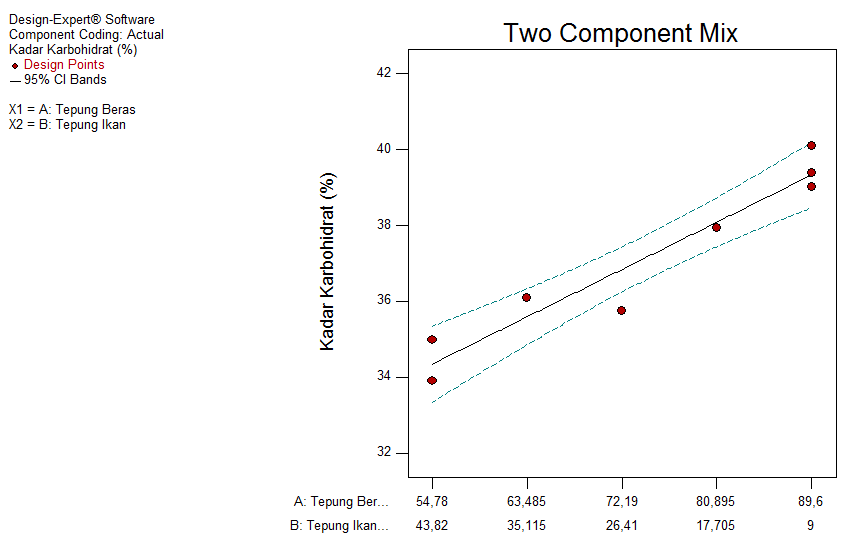 Design-Expert® Software
Component Coding: Actual
Kadar Karbohidrat (%)
Design Points
95% CI Bands
X1 = A: Tepung Beras
X2 = B: Tepung Ikan
Two Component Mix
Kadar Karbohidrat (%)
42
40
38
36
34
32
A: Tepung Ber... 54,78 63,485 72,19 80,895 89,6
B: Tepung Ikan... 43,82 35,115 26,41 17,705 9